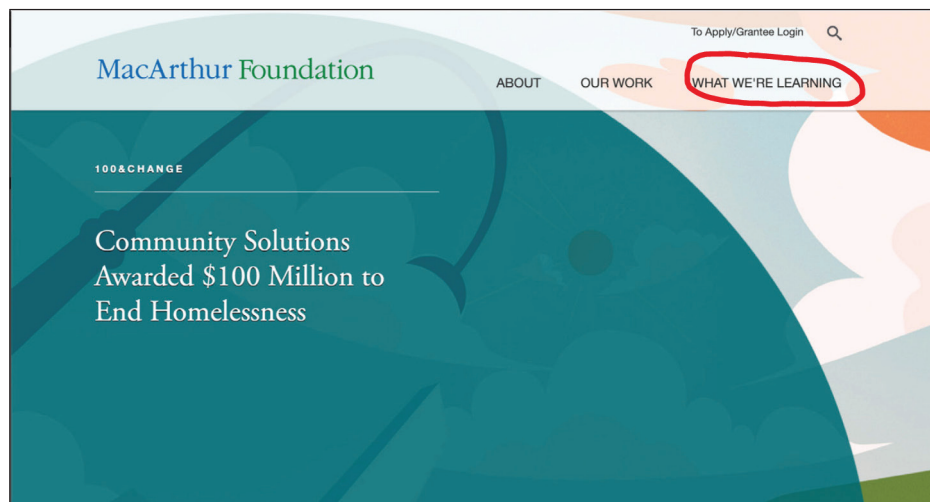 To Apply/Grantee Login
MacArthur Foundation
ABOUT
OUR WORK
WHAT WE'RE LEARNING
100&CHANGE
Community Solutions
Awarded $100 Million to
End Homelessness